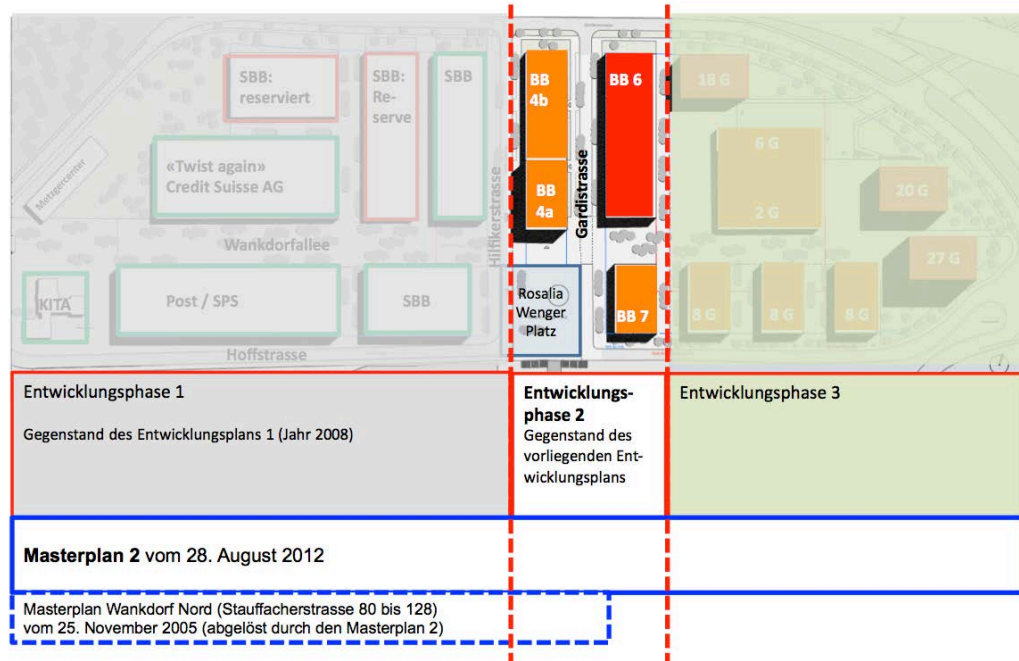 SBB:
reserviert
SBB:
Re-
serve
SBB
BB
4b
BB 6
18 G
«Twist again»
Credit Suisse AG
Metzgercenter
BB
4a
Gardistrasse
Hilfikerstrasse
6 G
2 G
20 G
Wankdorfallee
27 G
KITA
Post / SPS
SBB
Rosalia
Wenger
Platz
BB 7
8 G
8 G
8 G
Hoffstrasse
Entwicklungsphase 1
Gegenstand des Entwicklungsplans 1 (Jahr 2008)
Entwicklungs-
phase 2
Gegenstand des
vorliegenden Ent-
wicklungsplans
Entwicklungsphase 3
Masterplan 2 vom 28. August 2012
Masterplan Wankdorf Nord (Stauffacherstrasse 80 bis 128)
vom 25. November 2005 (abgelöst durch den Masterplan 2)